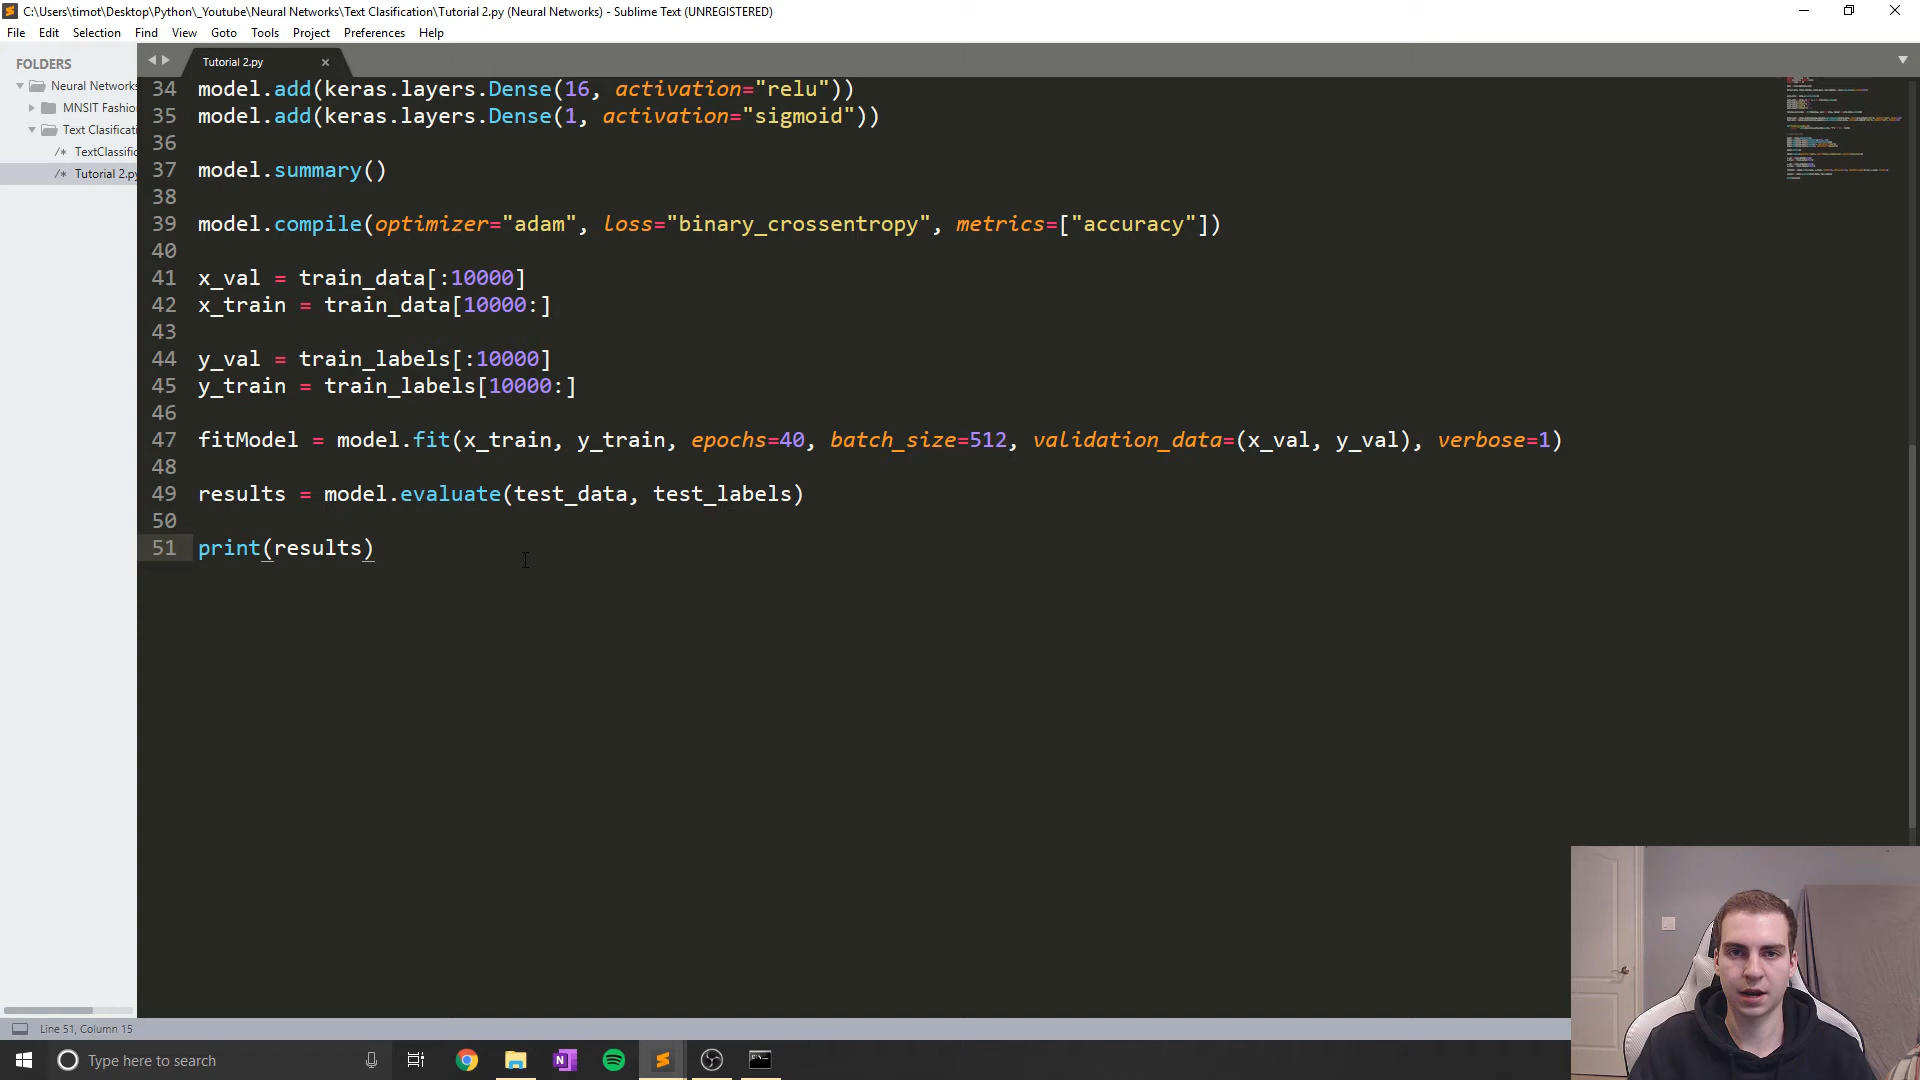 C:\Users\timot\Desktop\Python\_Youtube\Neural Networks\Text Clasification\Tutorial 2.py (Neural Networks) - Sublime Text (UNREGISTERED)
File Edit Selection Find View Goto Tools Project Preferences Help
FOLDERS
Neural Networks
MNSIT Fashio
Text Clasificati
TextClassific
Tutorial 2.py
Tutorial 2.py
34 model.add(keras.layers.Dense(16, activation="relu"))
35 model.add(keras.layers.Dense(1, activation="sigmoid"))
36
37 model.summary()
38
39 model.compile(optimizer="adam", loss="binary_crossentropy", metrics=["accuracy"])
40
41 x_val = train_data[:10000]
42 x_train = train_data[10000:]
43
44 y_val = train_labels[:10000]
45 y_train = train_labels[10000:]
46
47 fitModel = model.fit(x_train, y_train, epochs=40, batch_size=512, validation_data=(x_val, y_val), verbose=1)
48
49 results = model.evaluate(test_data, test_labels)
50
51 print(results)
Line 51, Column 15
Type here to search